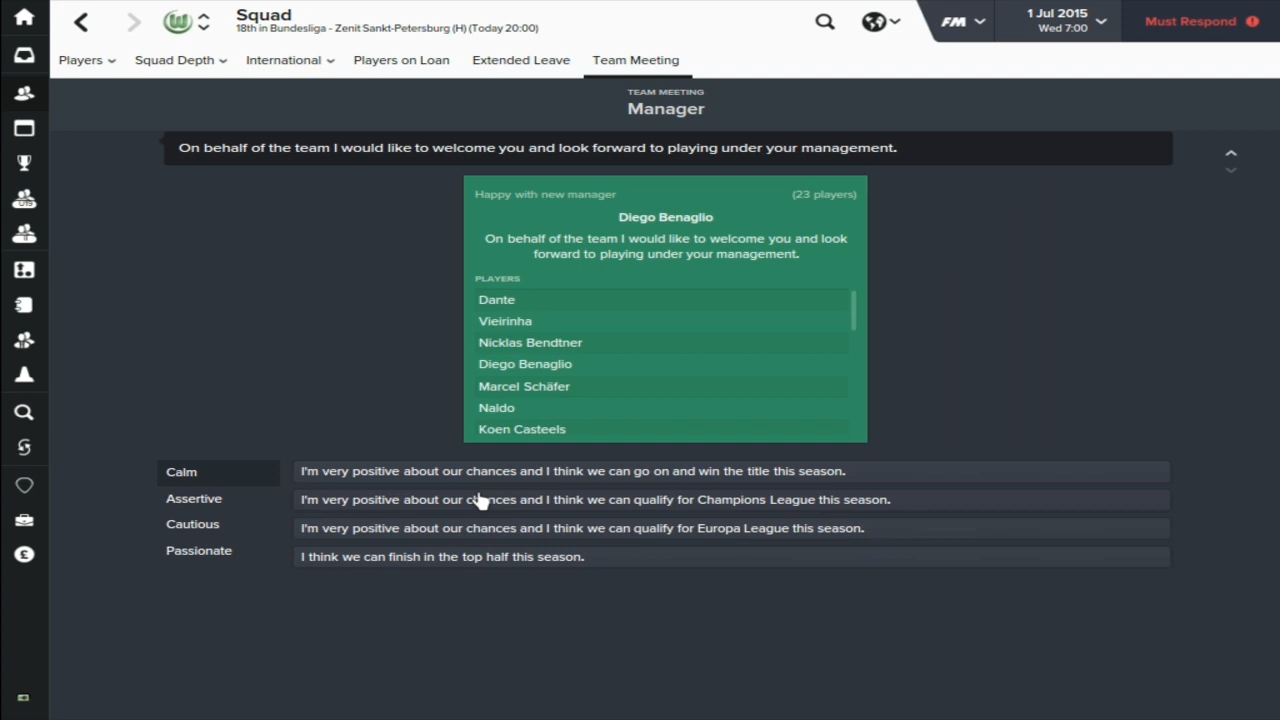 Squad
18th in Bundesliga - Zenit Sankt-Petersburg (H) (Today 20:00)
FM
1 Jul 2015
Wed 7:00
Must Respond
Players
Squad Depth
International
Players on Loan
Extended Leave
Team Meeting
TEAM MEETING
Manager
On behalf of the team I would like to welcome you and look forward to playing under your management.
Happy with new manager
(23 players)
Diego Benaglio
On behalf of the team I would like to welcome you and look
forward to playing under your management.
PLAYERS
Dante
Vieirinha
Nicklas Bendtner
Diego Benaglio
Marcel Schäfer
Naldo
Koen Casteels
Calm
Assertive
Cautious
Passionate
I'm very positive about our chances and I think we can go on and win the title this season.
I'm very positive about our chances and I think we can qualify for Champions League this season.
I'm very positive about our chances and I think we can qualify for Europa League this season.
I think we can finish in the top half this season.